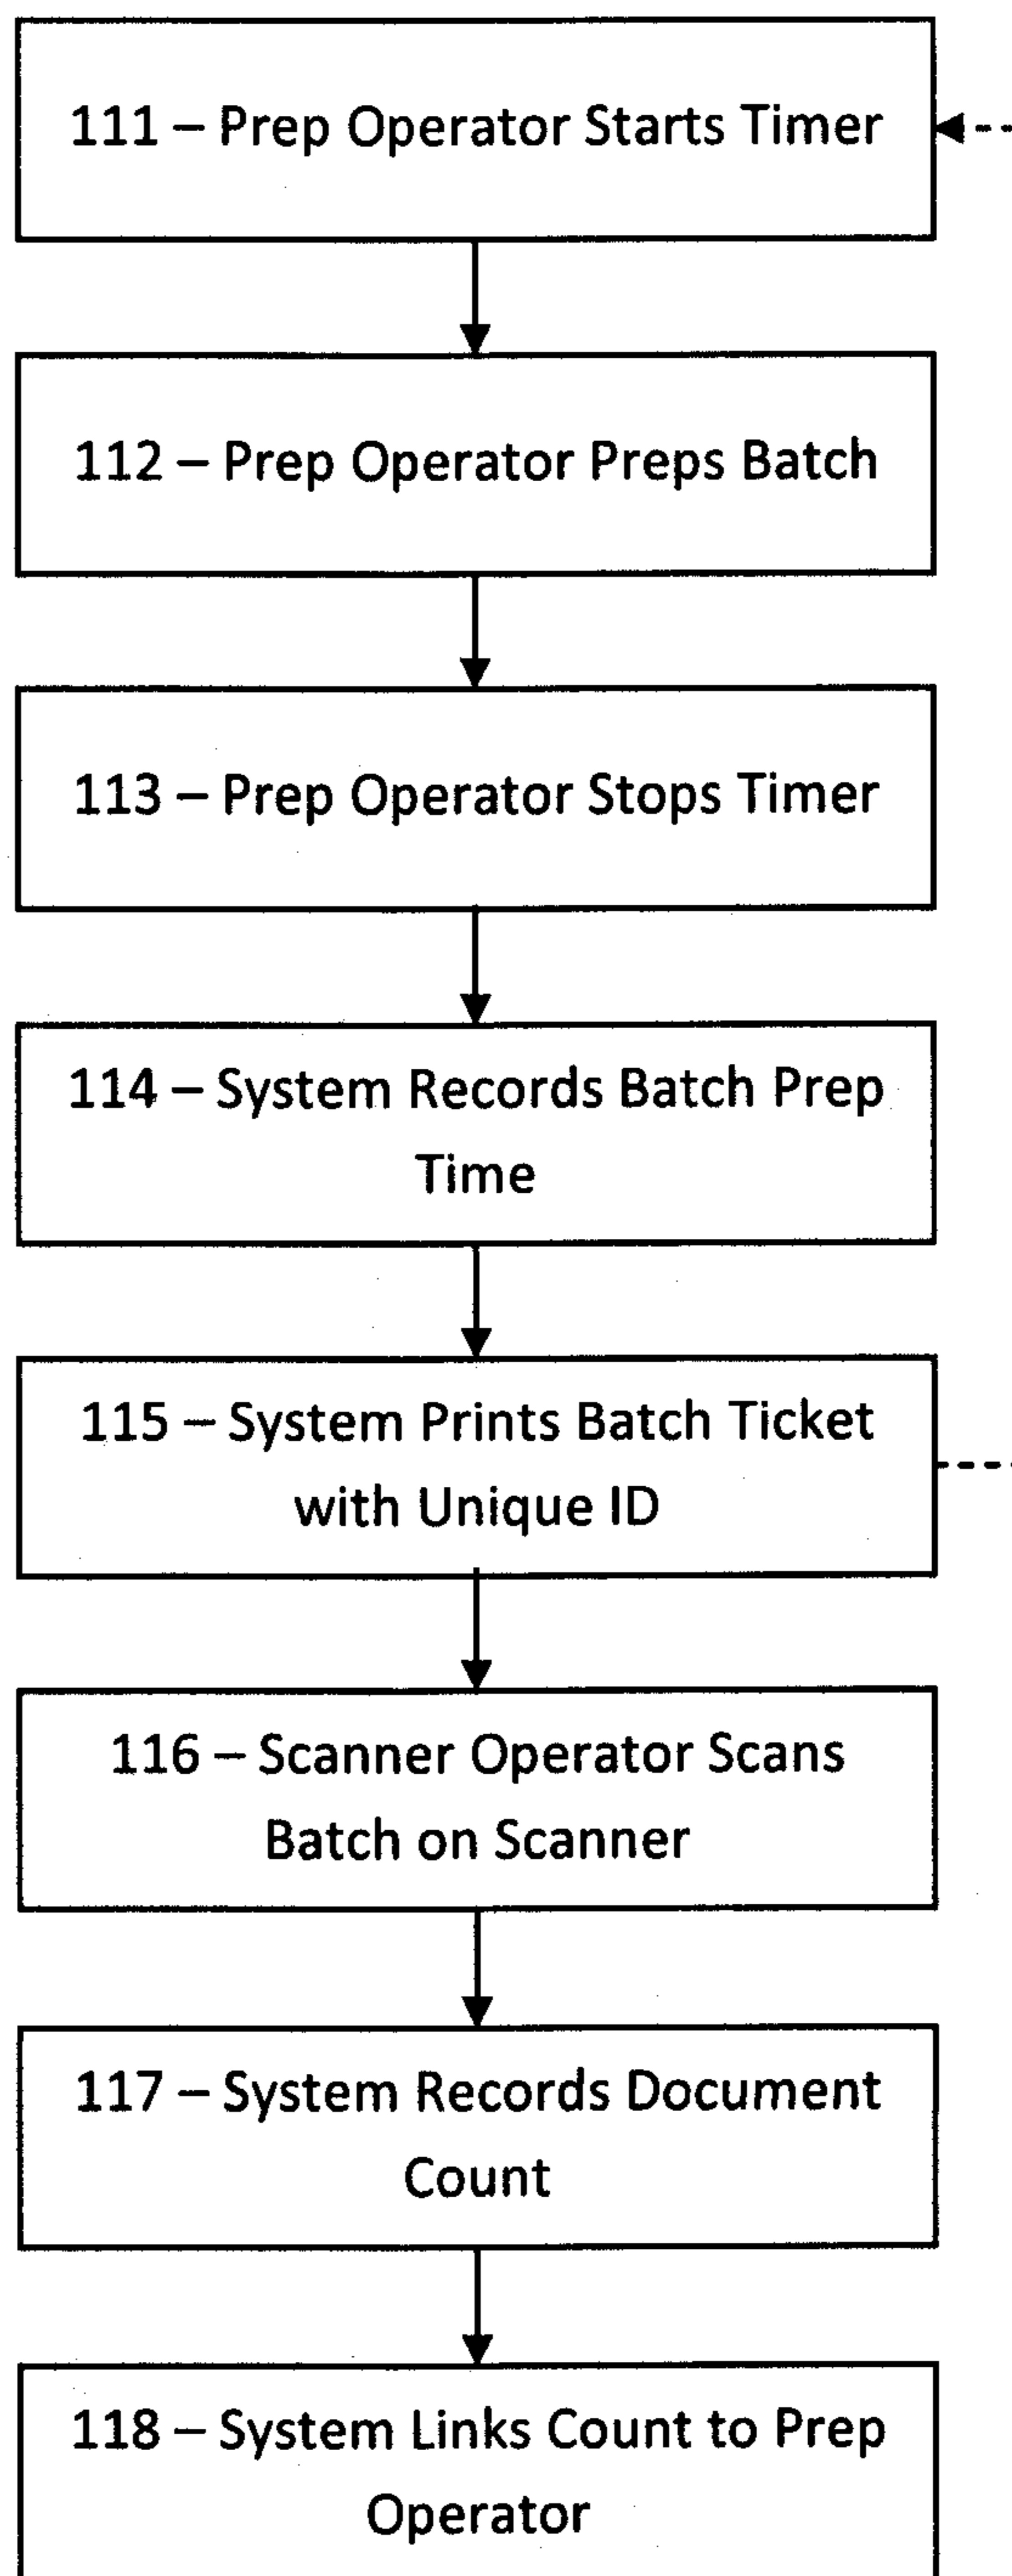 111 – Prep Operator Starts Timer
112 – Prep Operator Preps Batch
113 – Prep Operator Stops Timer
114 – System Records Batch Prep
Time
115 – System Prints Batch Ticket
with Unique ID
116 – Scanner Operator Scans
Batch on Scanner
117 – System Records Document
Count
118 – System Links Count to Prep
Operator